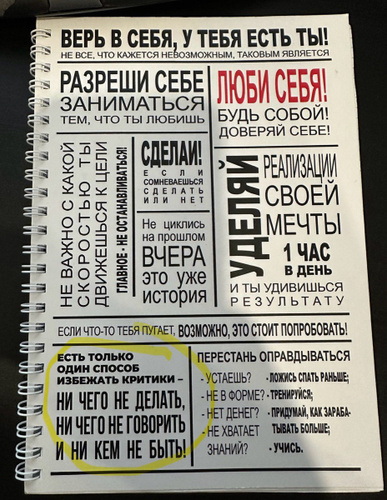 ВЕРЬ В СЕБЯ, У ТЕБЯ ЕСТЬ ТЫ!
НЕ ВСЕ, ЧТО КАЖЕТСЯ НЕВОЗМОЖНЫМ, ТАКОВЫМ ЯВЛЯЕТСЯ
РАЗРЕШИ СЕБЕ
ЗАНИМАТЬСЯ
ТЕМ, ЧТО ТЫ ЛЮБИШЬ
ЛЮБИ СЕБЯ!
БУДЬ СОБОЙ!
ДОВЕРЯЙ СЕБЕ!
НЕ ВАЖНО С КАКОЙ
СКОРОСТЬЮ ТЫ
ДВИЖЕШЬСЯ К ЦЕЛИ
ГЛАВНОЕ - НЕ ОСТАНАВЛИВАТЬСЯ!
СДЕЛАЙ!
ЕСЛИ
СОМНЕВАЕШЬСЯ
СДЕЛАТЬ
ИЛИ НЕТ
Не циклись
на прошлом
ВЧЕРА
это уже
история
УДЕЛЯЙ
РЕАЛИЗАЦИИ
СВОЕЙ
МЕЧТЫ
1 ЧАС
В ДЕНЬ
И ТЫ УДИВИШЬСЯ
РЕЗУЛЬТАТУ
ЕСЛИ ЧТО-ТО ТЕБЯ ПУГАЕТ, ВОЗМОЖНО, ЭТО СТОИТ ПОПРОБОВАТЬ!
ЕСТЬ ТОЛЬКО
ОДИН СПОСОБ
ИЗБЕЖАТЬ КРИТИКИ –
НИ ЧЕГО НЕ ДЕЛАТЬ,
НИ ЧЕГО НЕ ГОВОРИТЬ
И НИ КЕМ НЕ БЫТЬ!
ПЕРЕСТАНЬ ОПРАВДЫВАТЬСЯ
- УСТАЕШЬ? - ЛОЖИСЬ СПАТЬ РАНЬШЕ;
- НЕ В ФОРМЕ? - ТРЕНИРУЙСЯ;
- НЕТ ДЕНЕГ? - ПРИДУМАЙ, КАК ЗАРАБА-
- НЕ ХВАТАЕТ ТЫВАТЬ БОЛЬШЕ;
ЗНАНИЙ? - УЧИСЬ.